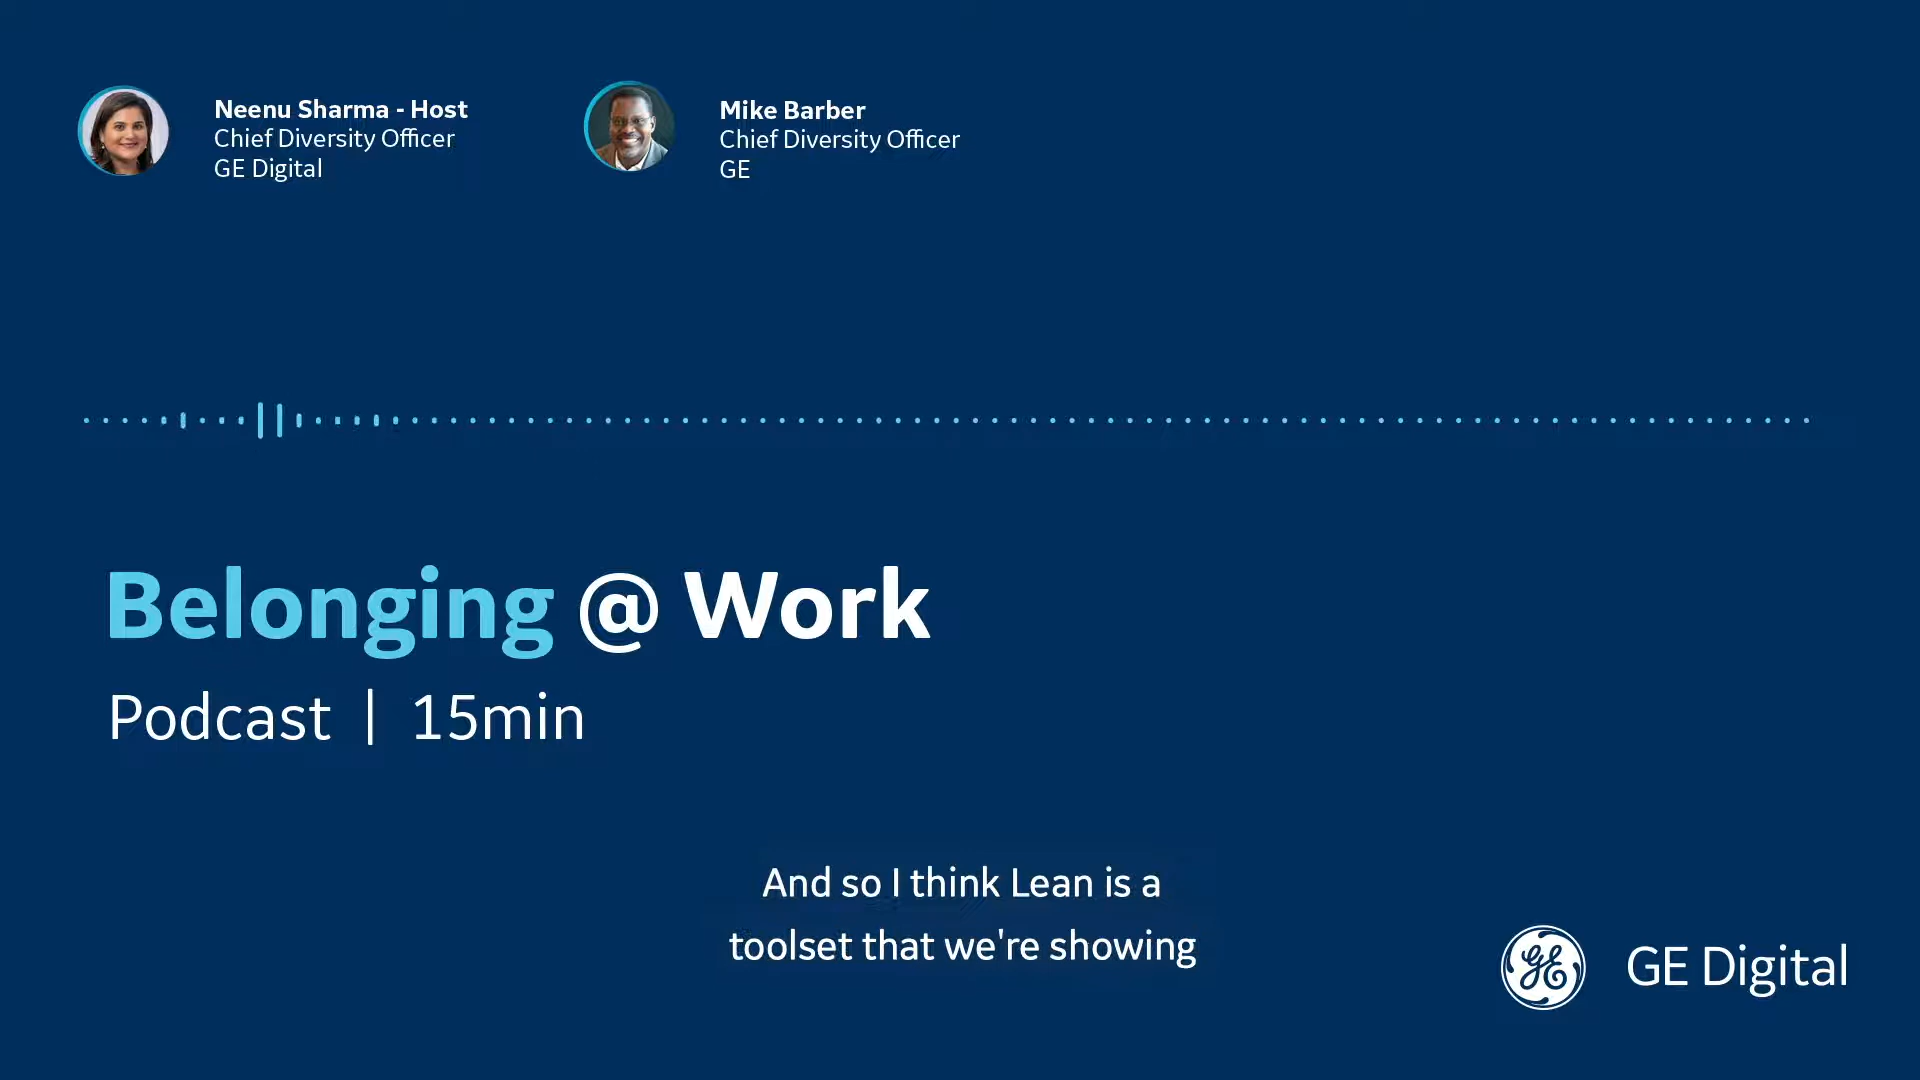 Neenu Sharma - Host
Chief Diversity Officer
GE Digital
Mike Barber
Chief Diversity Officer
GE
Belonging @ Work
Podcast | 15min
And so I think Lean is a
toolset that we're showing
GE
GE Digital